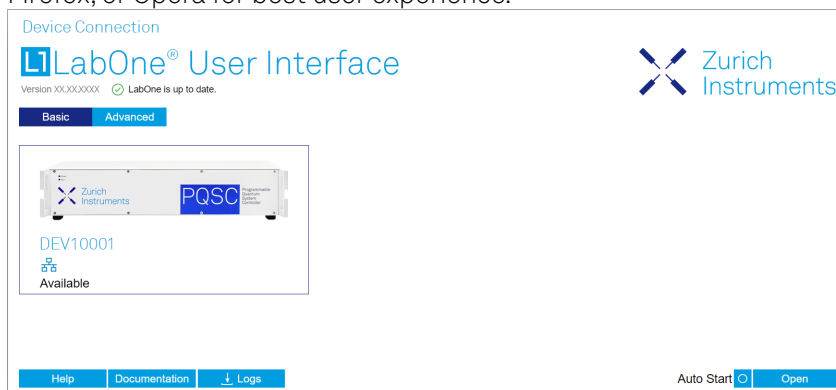 Firefox, or Opera for best user experience.
Device Connection
L1 LabOne® User Interface
Zurich
Instruments
Version XX.XX.XXXX LabOne is up to date.
Basic Advanced
Zurich
Instruments
PQSC
Programmable
Quantum
System
Controller
DEV10001
Available
Help Documentation Logs Auto Start Open